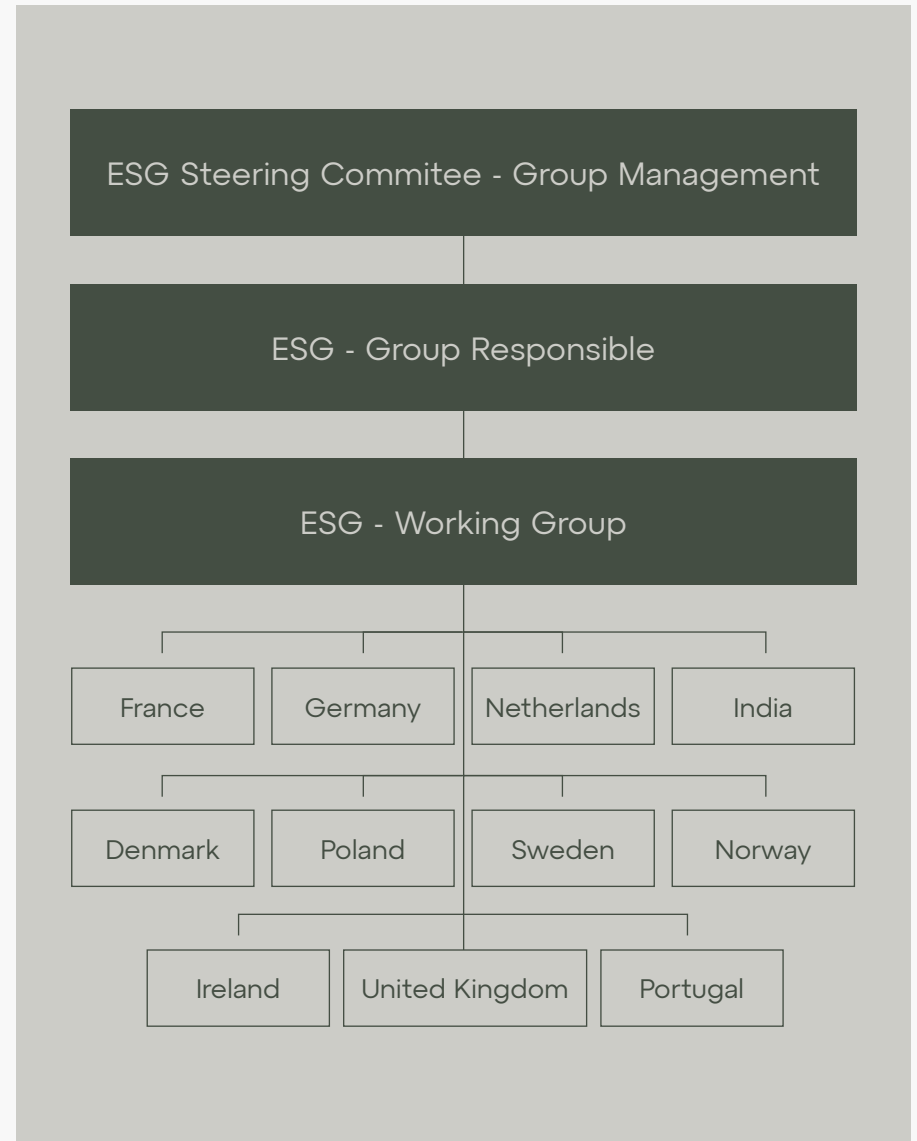 ESG Steering Commitee - Group Management
ESG - Group Responsible
ESG - Working Group
France
Germany
Netherlands
India
Denmark
Poland
Sweden
Norway
Ireland
United Kingdom
Portugal